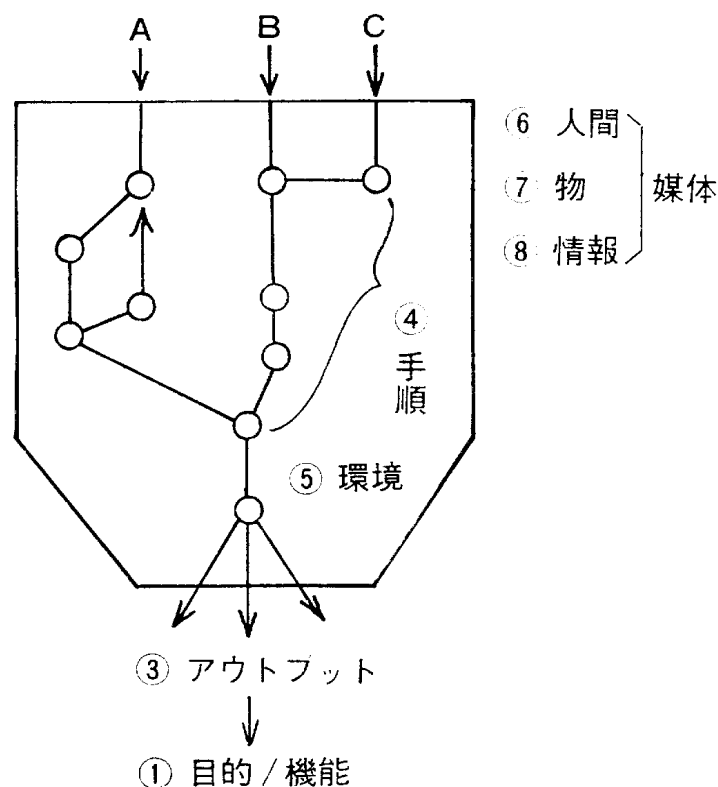 A B C
⑥ 人間
⑦ 物
媒体
⑧ 情報
④
手順
⑤ 環境
③ アウトプット
① 目的/機能